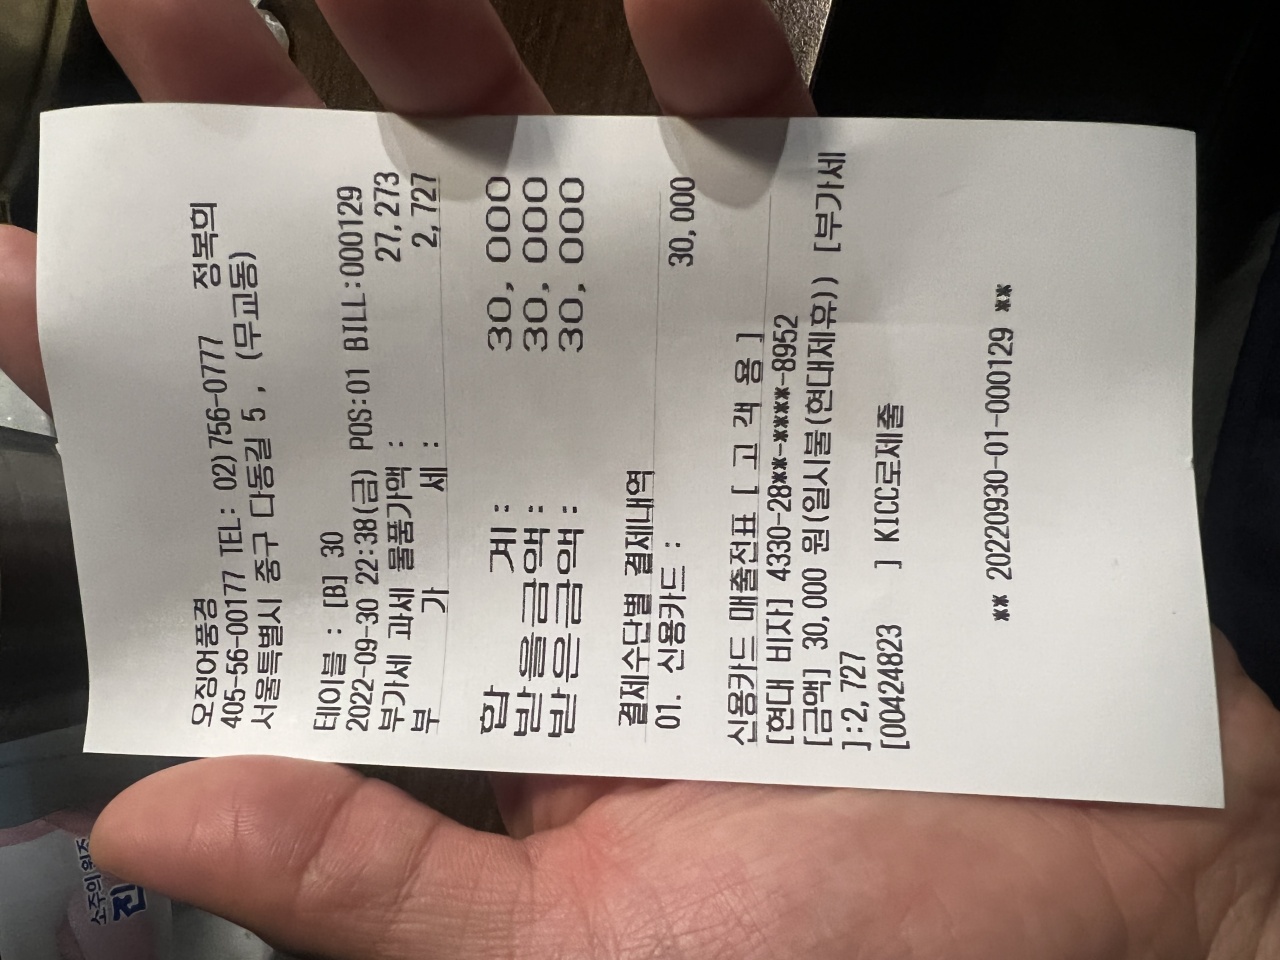 오징어풍경
405-56-00177 TEL: 02)756-0777 정복희
서울특별시 중구 다동길 5 , (무교동)
테이블 : [B] 30
2022-09-30 22:38(금) POS:01 BILL:000129
부가세 과세 물품가액 : 27,273
부 가 세 : 2,727
합 계 : 30,000
받을금액 : 30,000
받은금액 : 30,000
결제수단별 결제내역
01. 신용카드 : 30,000
신용카드 매출전표 [ 고 객 용 ]
[현대 비자] 4330-28**-****-8952
[금액] 30,000 원(일시불(현대제휴)) [부가세
]:2,727
[00424823 ] KICC로제출
** 20220930-01-000129 **
소주의원조
진